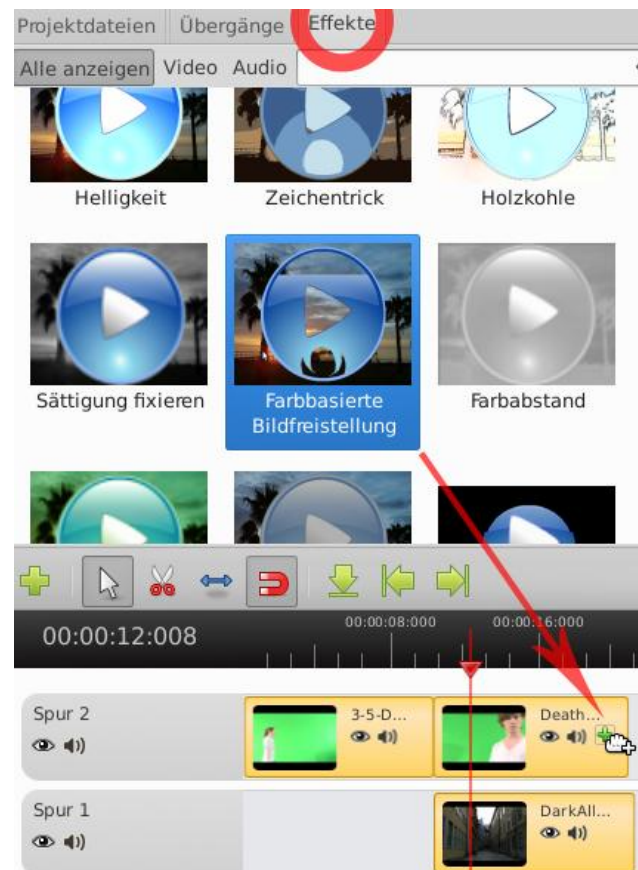 Projektdateien Übergänge Effekte
Alle anzeigen Video Audio
Helligkeit Zeichentrick Holzkohle
Sättigung fixieren Farbbasierte Bildfreistellung Farbabstand
00:00:12:008 00:00:08:000 00:00:16:000
Spur 2 3-5-D... Death...
Spur 1 DarkAll...